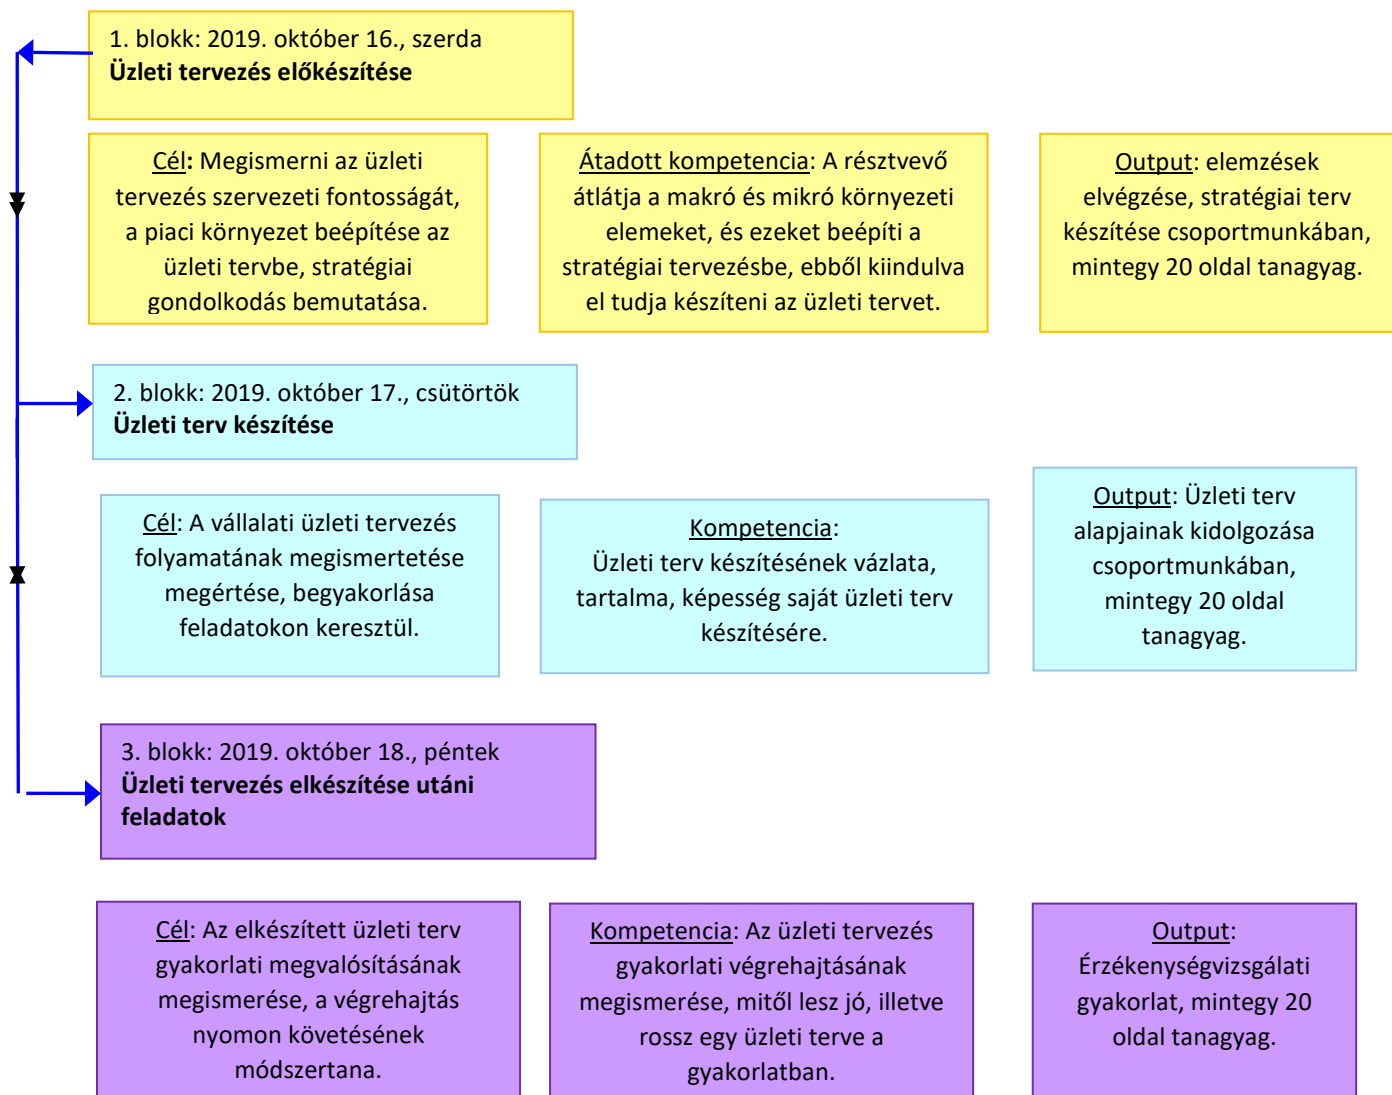 1. blokk: 2019. október 16., szerda
Üzleti tervezés előkészítése
Cél: Megismerni az üzleti
tervezés szervezeti fontosságát,
a piaci környezet beépítése az
üzleti tervbe, stratégiai
gondolkodás bemutatása.
Átadott kompetencia: A résztvevő
átlátja a makró és mikró környezeti
elemeket, és ezeket beépíti a
stratégiai tervezésbe, ebből kiindulva
el tudja készíteni az üzleti tervet.
Output: elemzések
elvégzése, stratégiai terv
készítése csoportmunkában,
mintegy 20 oldal tanagyag.
2. blokk: 2019. október 17., csütörtök
Üzleti terv készítése
Cél: A vállalati üzleti tervezés
folyamatának megismertetése
megértése, begyakorlása
feladatokon keresztül.
Kompetencia:
Üzleti terv készítésének vázlata,
tartalma, képesség saját üzleti terv
készítésére.
Output: Üzleti terv
alapjainak kidolgozása
csoportmunkában,
mintegy 20 oldal
tanagyag.
3. blokk: 2019. október 18., péntek
Üzleti tervezés elkészítése utáni
feladatok
Cél: Az elkészített üzleti terv
gyakorlati megvalósításának
megismerése, a végrehajtás
nyomon követésének
módszertana.
Kompetencia: Az üzleti tervezés
gyakorlati végrehajtásának
megismerése, mitől lesz jó, illetve
rossz egy üzleti terve a
gyakorlatban.
Output:
Érzékenységvizsgálati
gyakorlat, mintegy 20
oldal tanagyag.